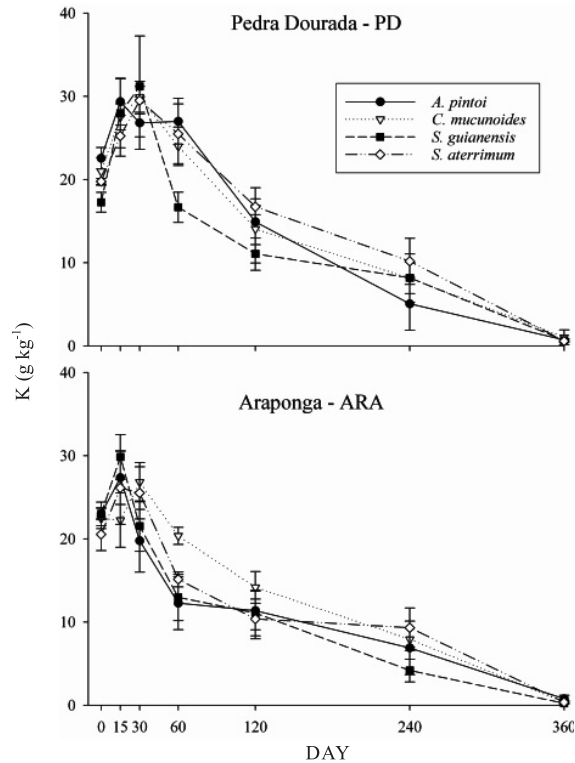 Pedra Dourada - PD
A. pintoi
C. mucunoides
S. guianensis
S. aterrimum
40
30
20
10
0
K (g kg⁻¹)
Araponga - ARA
40
30
20
10
0
0 15 30 60 120 240 360
DAY